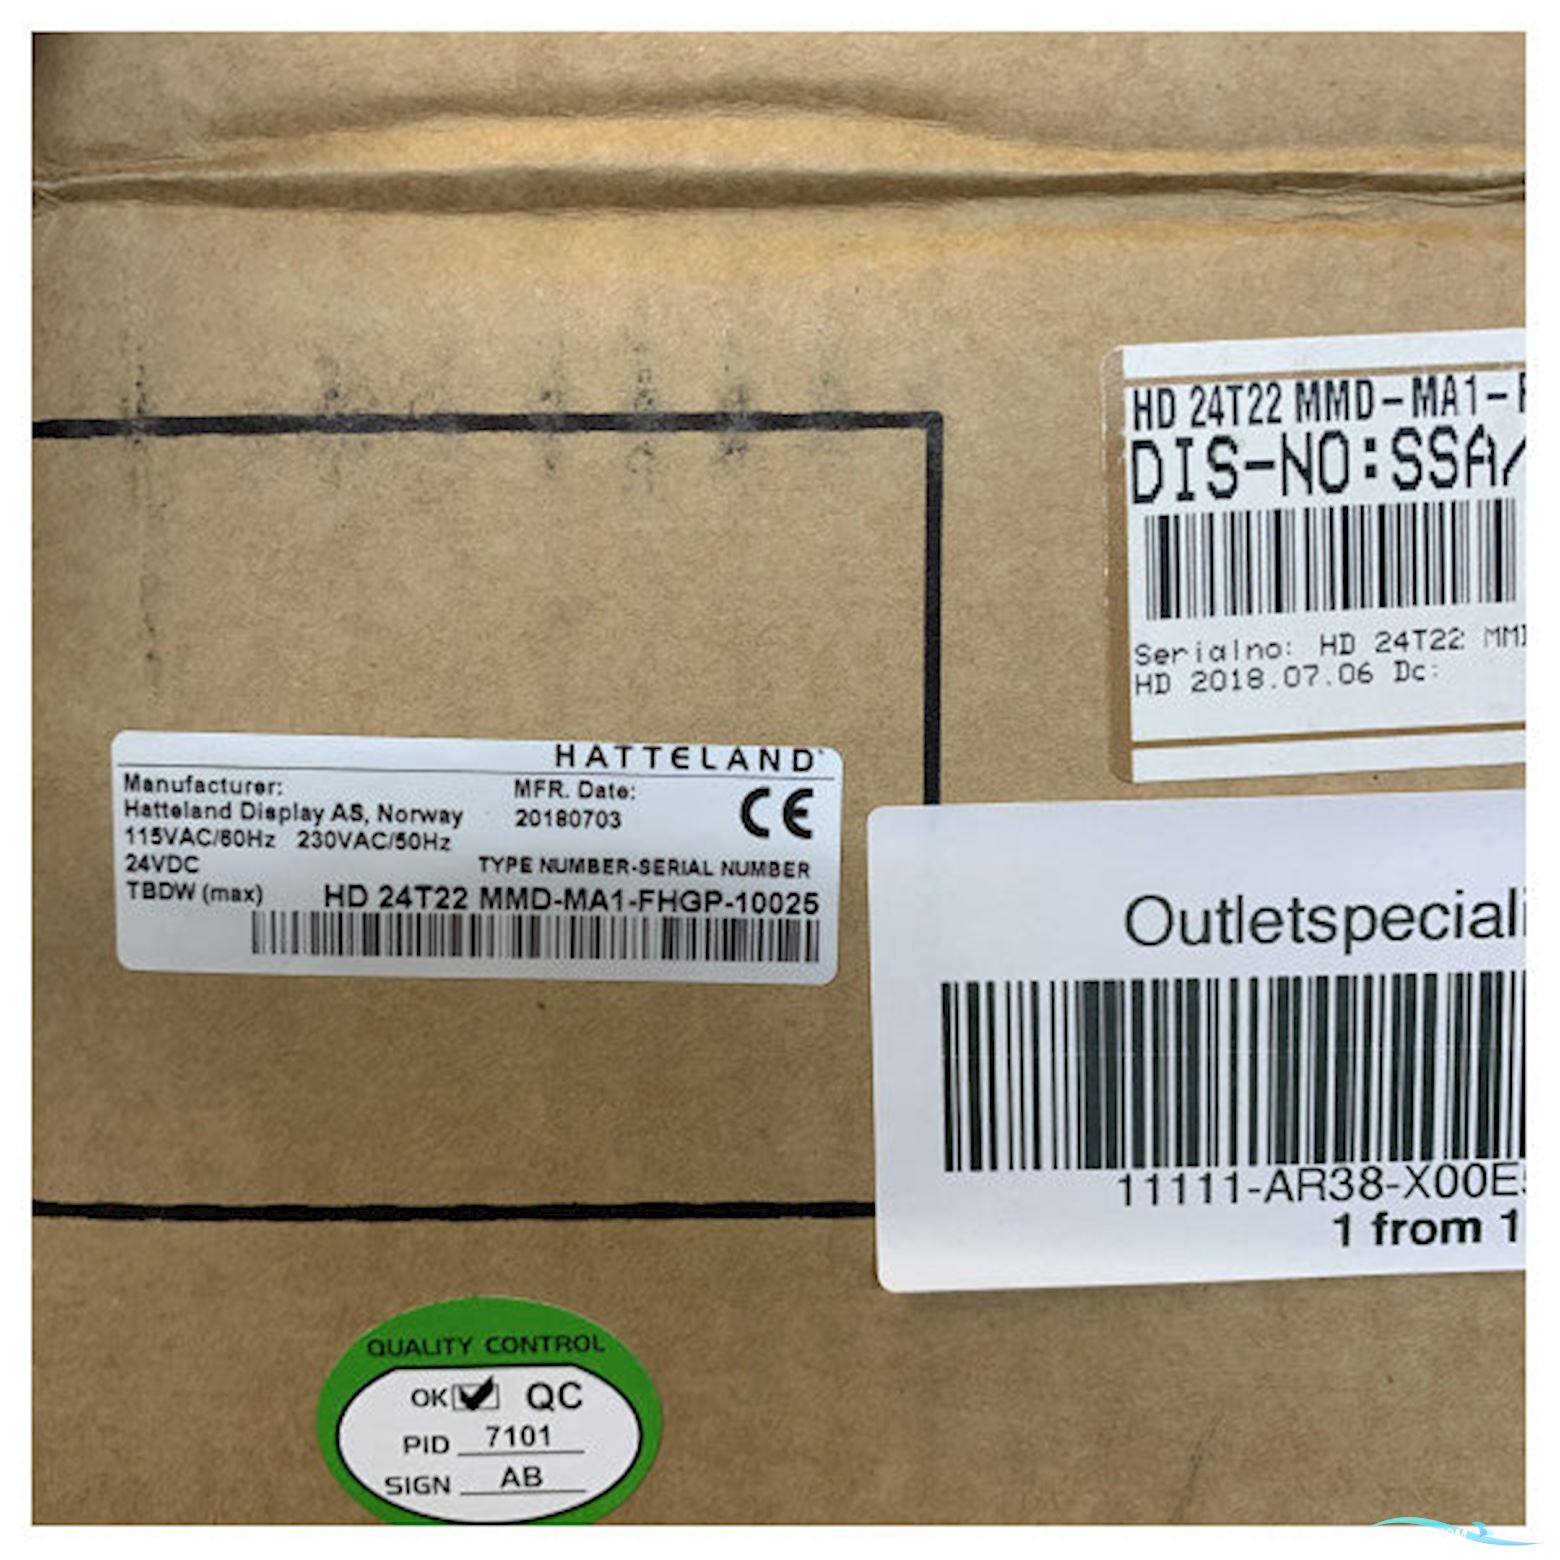 HD 24T22 MMD-MA1-
DIS-NO:SSA/
Serialno: HD 24T22 MM
HD 2018.07.06 Dc:
HATTELAND
Manufacturer:
MFR. Date:
Hatteland Display AS, Norway
20180703
CE
115VAC/60Hz 230VAC/50Hz
24VDC
TYPE NUMBER-SERIAL NUMBER
TBDW (max)
HD 24T22 MMD-MA1-FHGP-10025
Outletspeciali
11111-AR38-X00E
1 from 1
QUALITY CONTROL
OK QC
PID 7101
SIGN AB